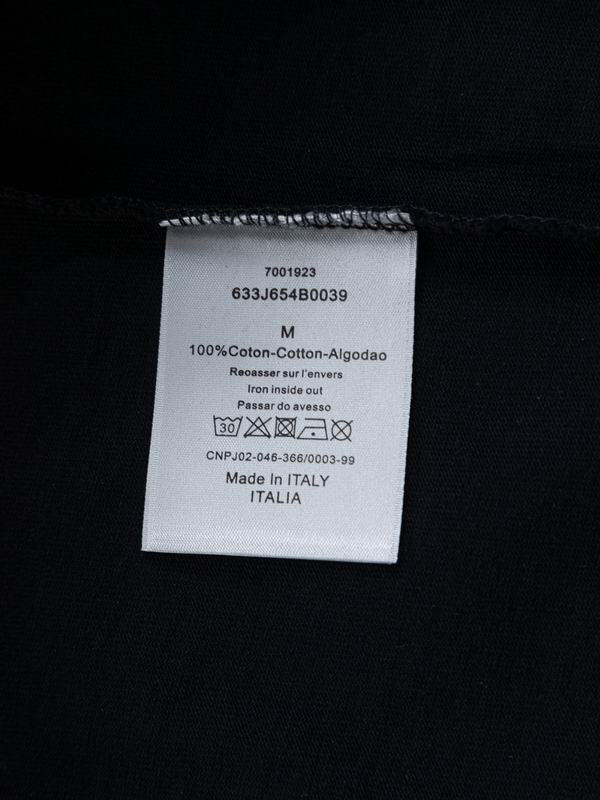 7001923
633J654B0039
M
100%Coton-Cotton-Algodao
Reoasser sur l'envers
Iron inside out
Passar do avesso
30
CNPJ02-046-366/0003-99
Made In ITALY
ITALIA